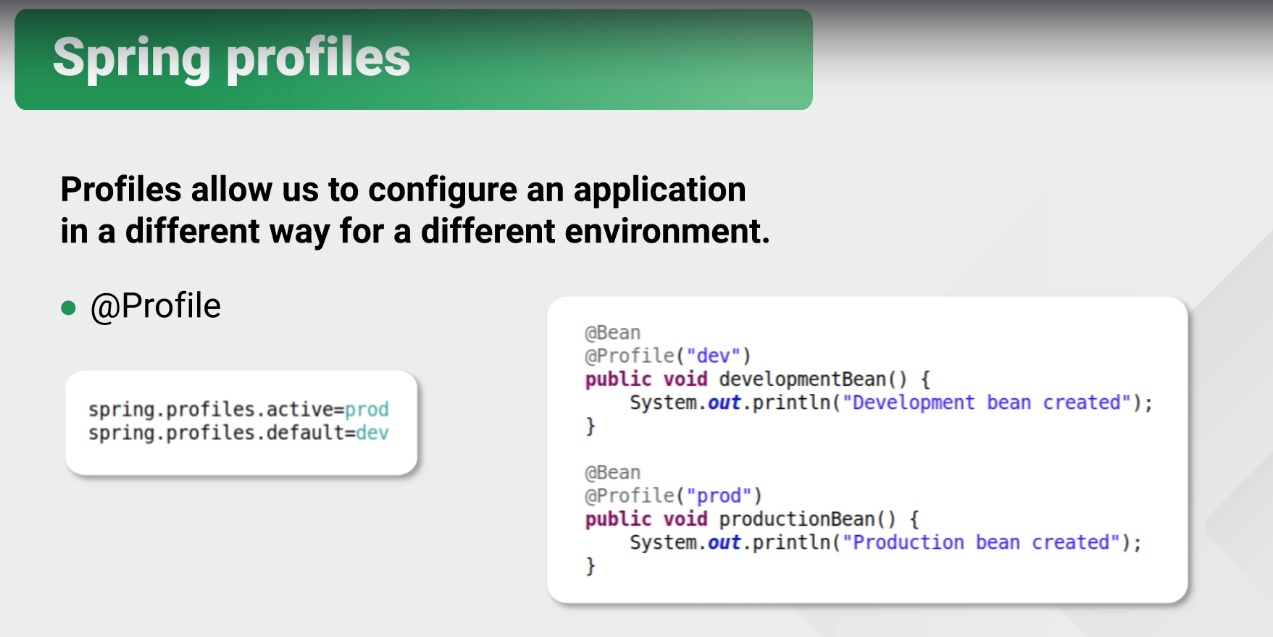 Spring profiles
Profiles allow us to configure an application
in a different way for a different environment.
@Profile
spring.profiles.active=prod
spring.profiles.default=dev
@Bean
@Profile("dev")
public void developmentBean() {
    System.out.println("Development bean created");
}
@Bean
@Profile("prod")
public void productionBean() {
    System.out.println("Production bean created");
}